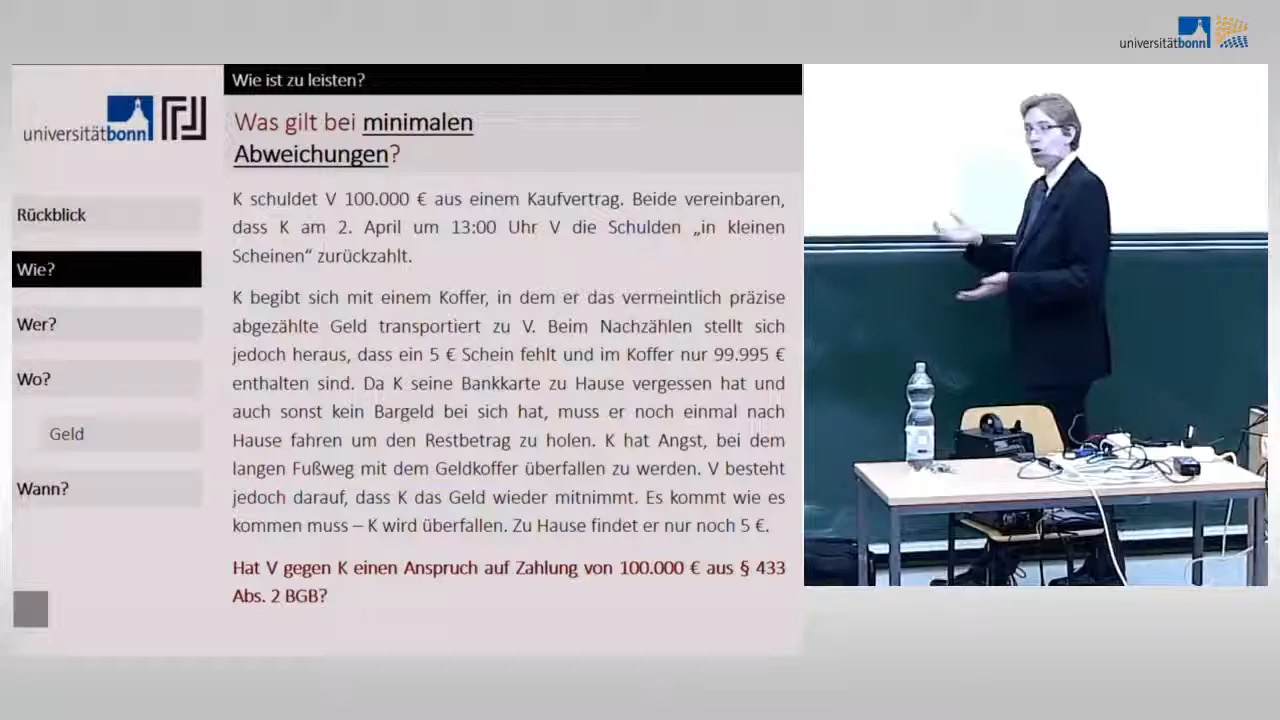 universitätbonn
Wie ist zu leisten?
universitätbonn
Was gilt bei minimalen
Abweichungen?
Rückblick
Wie?
Wer?
Wo?
Geld
Wann?
K schuldet V 100.000 € aus einem Kaufvertrag. Beide vereinbaren,
dass K am 2. April um 13:00 Uhr V die Schulden „in kleinen
Scheinen“ zurückzahlt.
K begibt sich mit einem Koffer, in dem er das vermeintlich präzise
abgezählte Geld transportiert zu V. Beim Nachzählen stellt sich
jedoch heraus, dass ein 5 € Schein fehlt und im Koffer nur 99.995 €
enthalten sind. Da K seine Bankkarte zu Hause vergessen hat und
auch sonst kein Bargeld bei sich hat, muss er noch einmal nach
Hause fahren um den Restbetrag zu holen. K hat Angst, bei dem
langen Fußweg mit dem Geldkoffer überfallen zu werden. V besteht
jedoch darauf, dass K das Geld wieder mitnimmt. Es kommt wie es
kommen muss – K wird überfallen. Zu Hause findet er nur noch 5 €.
Hat V gegen K einen Anspruch auf Zahlung von 100.000 € aus § 433
Abs. 2 BGB?